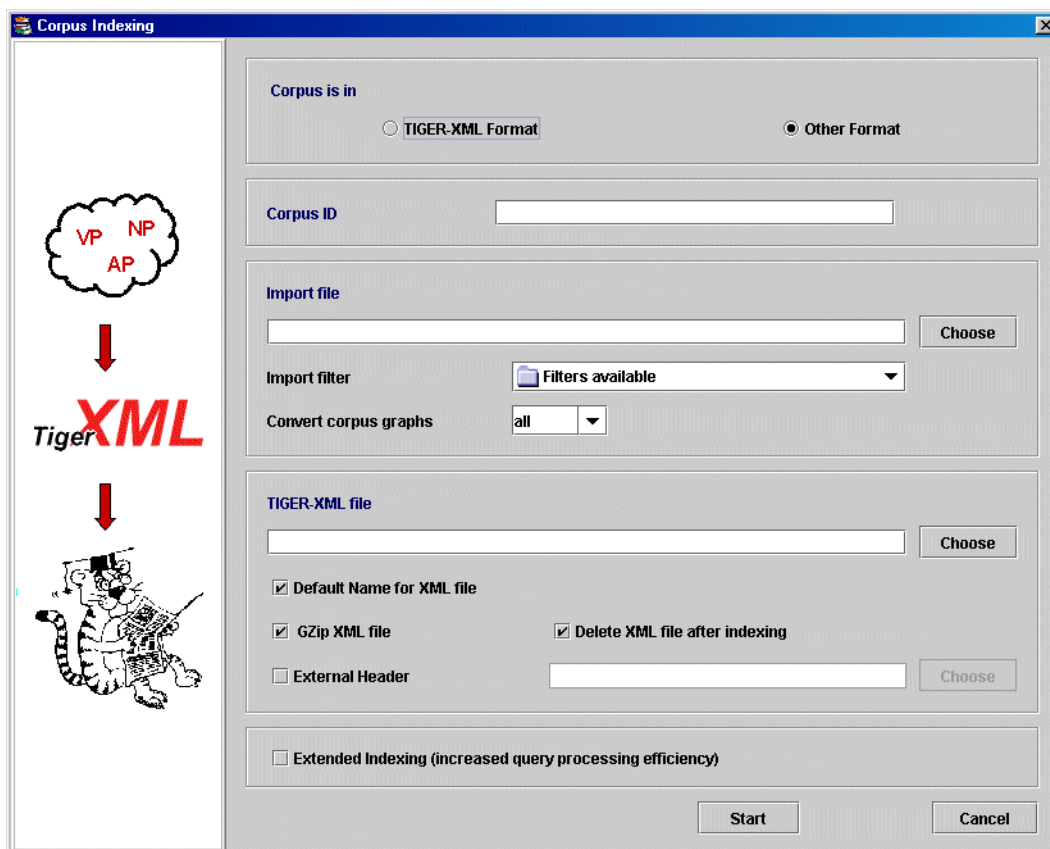 Corpus Indexing
Corpus is in
TIGER-XML Format
Other Format
Corpus ID
VP NP
AP
Import file
Choose
Import filter
Filters available
Convert corpus graphs
all
Tiger XML
TIGER-XML file
Choose
Default Name for XML file
GZip XML file
Delete XML file after indexing
External Header
Choose
Extended Indexing (increased query processing efficiency)
Start
Cancel